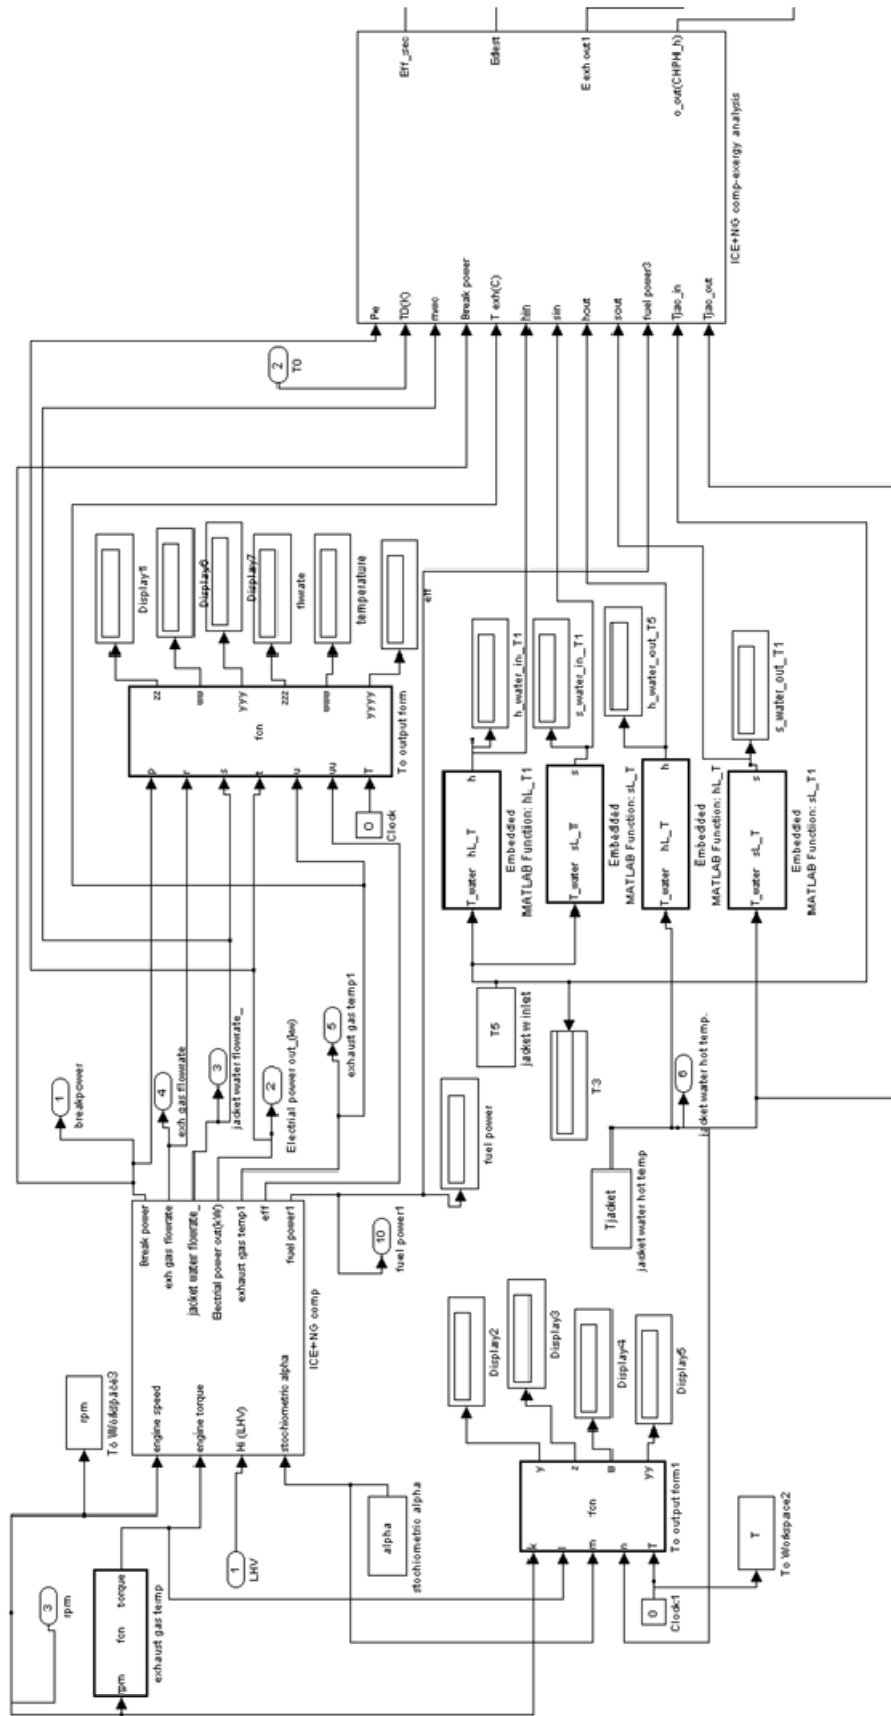 rpm
To Workspace3
3
rpm
rpm
fcn
torque
exhaust gas temp
engine speed
engine torque
Hi (LHV)
stochiometric alpha
1
LHV
alpha
stochiometric alpha
Break power
exh gas flowrate
jacket water flowrate_
Electrial power out(kW)
exhaust gas temp1
eff
fuel power1
ICE+NG comp
1
breakpower
4
exh gas flowrate
3
jacket water flowrate_
2
Electrial power out_(kw)
5
exhaust gas temp1
10
fuel power1
fuel power
p
r
s
t
u
uu
T
fcn
zz
yyy
zzz
yyyy
To output form
0
Clock
Display1
Display6
Display7
flwrate
temperature
eff
2
T0
Pe
T0(K)
mwc
Break power
T exh(C)
hin
sin
hout
sout
fuel power3
Tjac_in
Tjac_out
Eff_sec
Edest
E exh out1
o_out(CHPHI_h)
ICE+NG comp-exergy analysis
k
l
m
n
T
fcn
y
z
yy
To output form1
0
Clock1
T
To Workspace2
Display2
Display3
Display4
Display5
T5
jacket w inlet
T3
Tjacket
jacket water hot temp
6
jacket water hot temp.
T_water
hL_T
h
Embedded
MATLAB Function: hL_T1
T_water
sL_T
s
Embedded
MATLAB Function: sL_T
T_water
hL_T
h
Embedded
MATLAB Function: hL_T
T_water
sL_T
s
Embedded
MATLAB Function: sL_T1
h_water_in_T1
s_water_in_T1
h_water_out_T5
s_water_out_T1